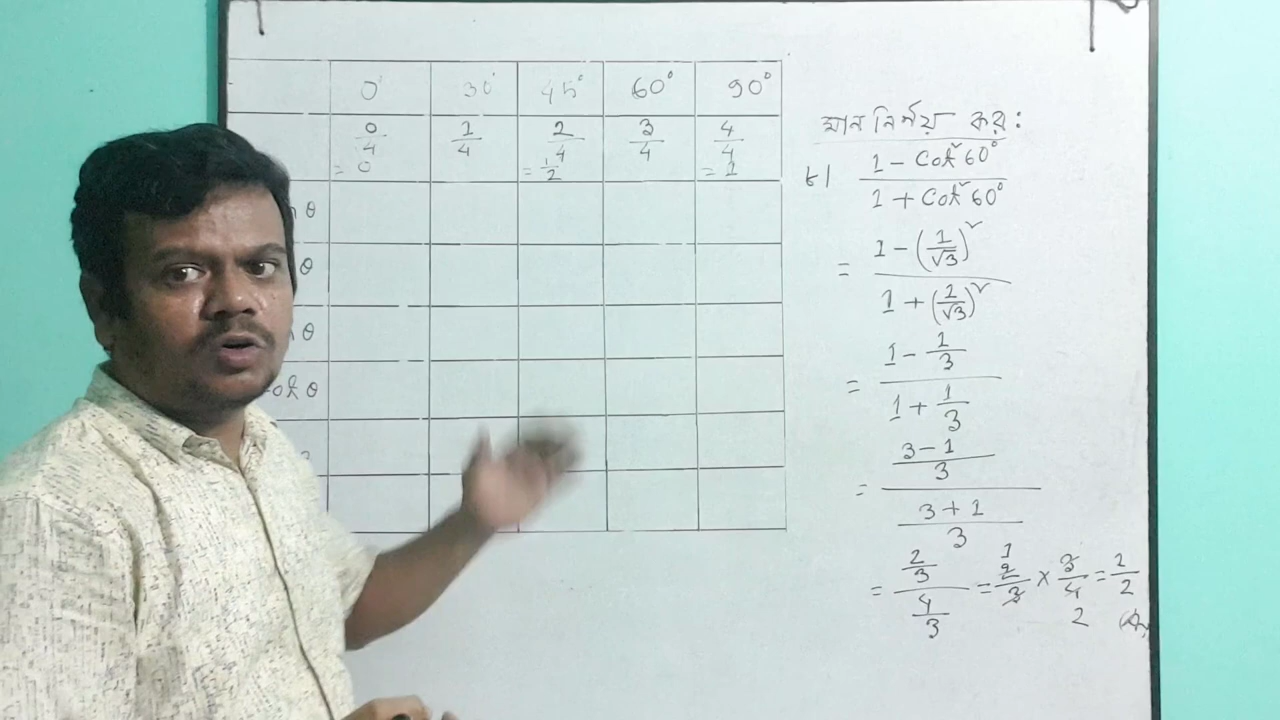 0° 30° 45° 60° 90°
0/4 1/4 2/4 3/4 4/4
= 0 = 1/2 = 1
θ
θ
θ
cot θ
মান নির্ণয় কর :
৮। (1 - Cot² 60°) / (1 + Cot² 60°)
= (1 - (1/√3)²) / (1 + (1/√3)²)
= (1 - 1/3) / (1 + 1/3)
= ((3 - 1)/3) / ((3 + 1)/3)
= (2/3) / (4/3) = 2/3 × 3/4 = 1/2
1 2